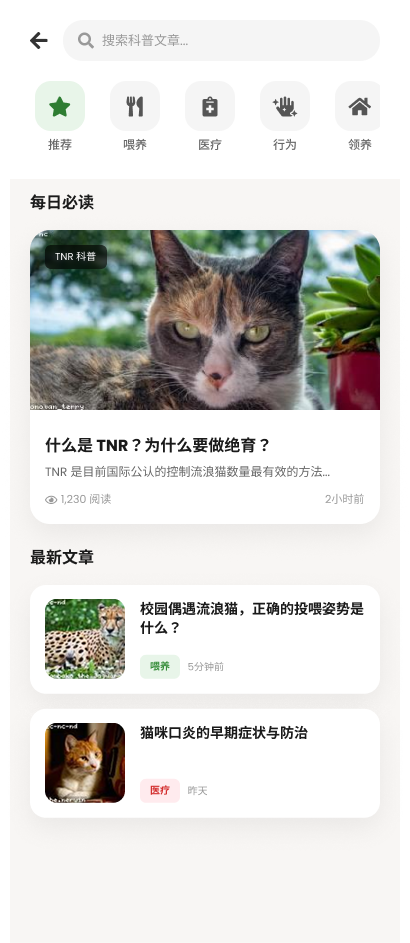 搜索科普文章...
推荐
喂养
医疗
行为
领养
每日必读
TNR 科普
什么是 TNR？为什么要做绝育？
TNR 是目前国际公认的控制流浪猫数量最有效的方法...
1,230 阅读
2小时前
最新文章
校园偶遇流浪猫，正确的投喂姿势是
什么？
喂养
5分钟前
猫咪口炎的早期症状与防治
医疗
昨天